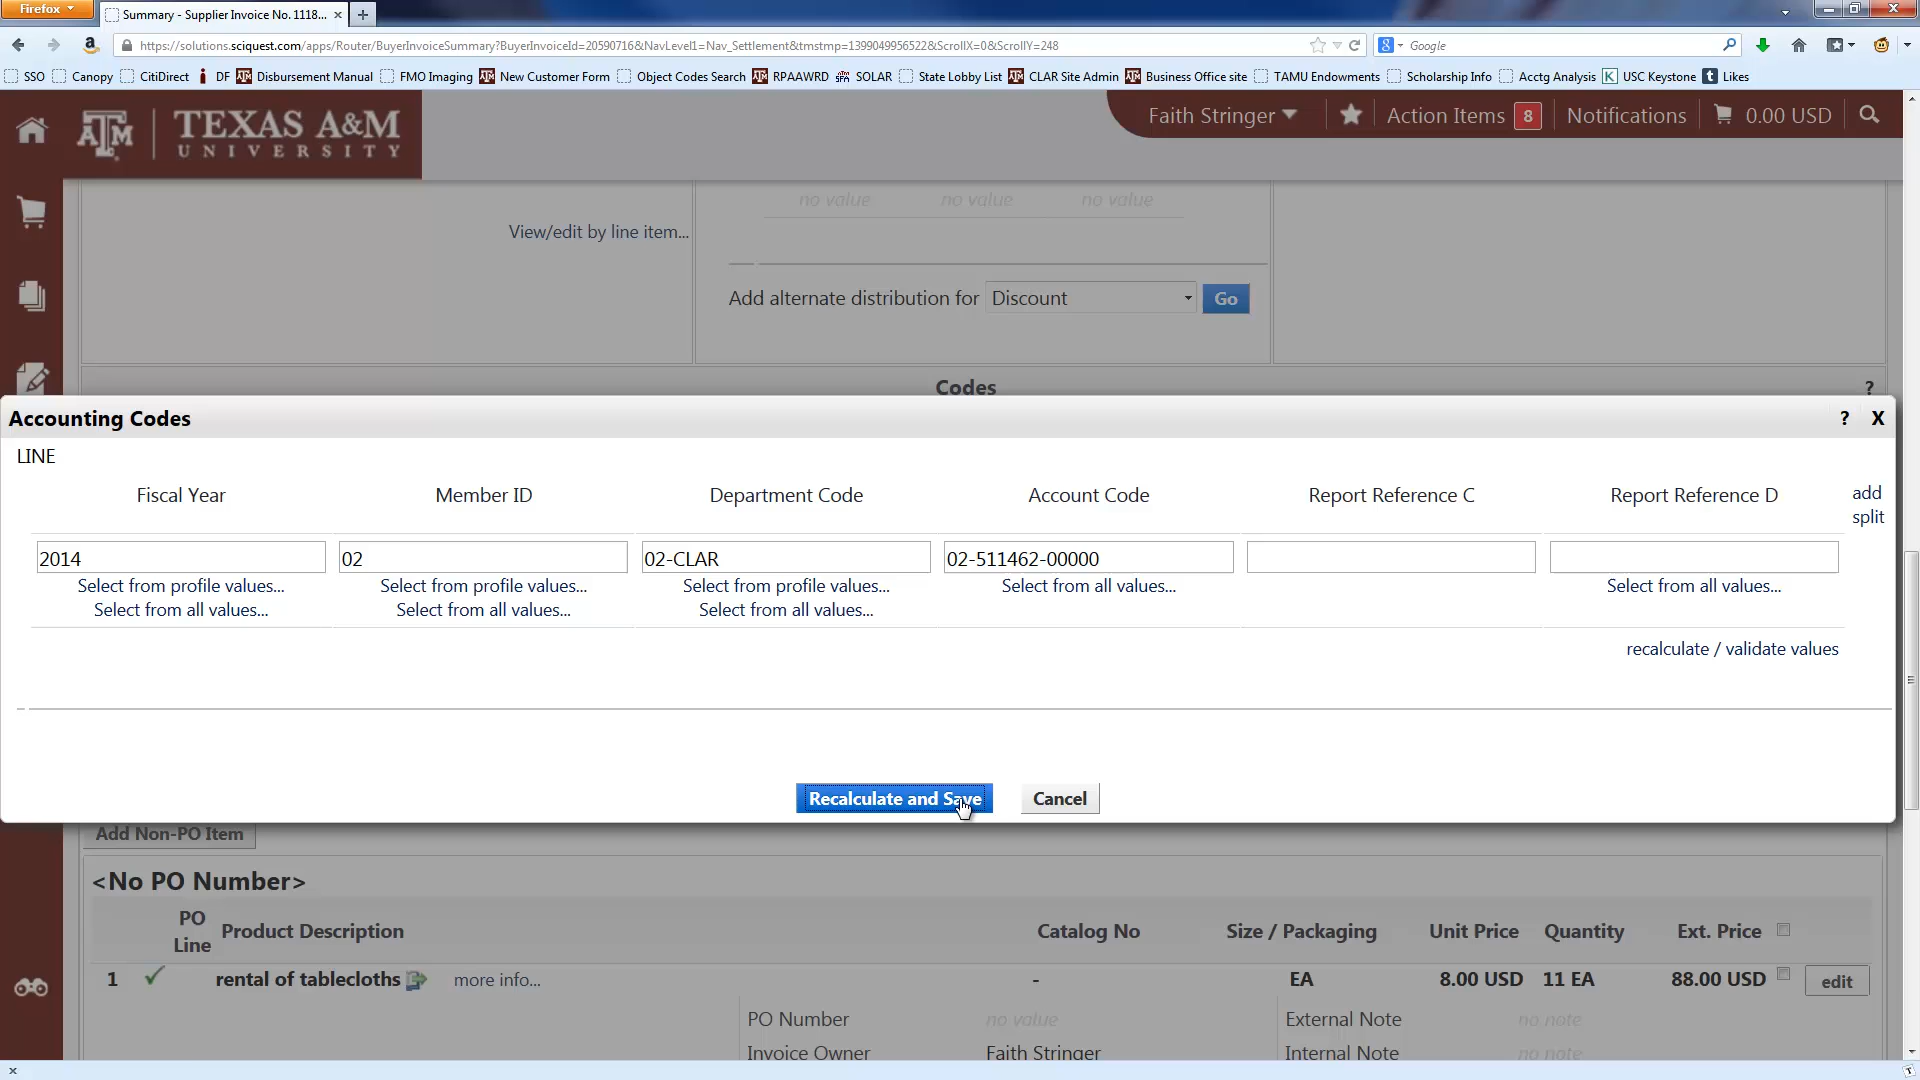 Firefox
Summary - Supplier Invoice No. 1118...
https://solutions.sciquest.com/apps/Router/BuyerInvoiceSummary?BuyerInvoiceId=20590716&NavLevel1=Nav_Settlement&tmstmp=1399049956522&ScrollX=0&ScrollY=248
Google
SSO Canopy CitiDirect DF Disbursement Manual FMO Imaging New Customer Form Object Codes Search RPAAWRD SOLAR State Lobby List CLAR Site Admin Business Office site TAMU Endowments Scholarship Info Acctg Analysis USC Keystone Likes
TEXAS A&M
UNIVERSITY
Faith Stringer Action Items 8 Notifications 0.00 USD
no value no value no value
View/edit by line item...
Add alternate distribution for Discount Go
Codes ?
Accounting Codes ? X
LINE
Fiscal Year Member ID Department Code Account Code Report Reference C Report Reference D add
split
2014 02 02-CLAR 02-511462-00000
Select from profile values... Select from profile values... Select from profile values... Select from all values... Select from all values...
Select from all values... Select from all values... Select from all values...
recalculate / validate values
Recalculate and Save Cancel
Add Non-PO Item
<No PO Number>
PO
Line Product Description Catalog No Size / Packaging Unit Price Quantity Ext. Price
1 rental of tablecloths more info... - EA 8.00 USD 11 EA 88.00 USD edit
PO Number no value External Note no note
Invoice Owner Faith Stringer Internal Note no note